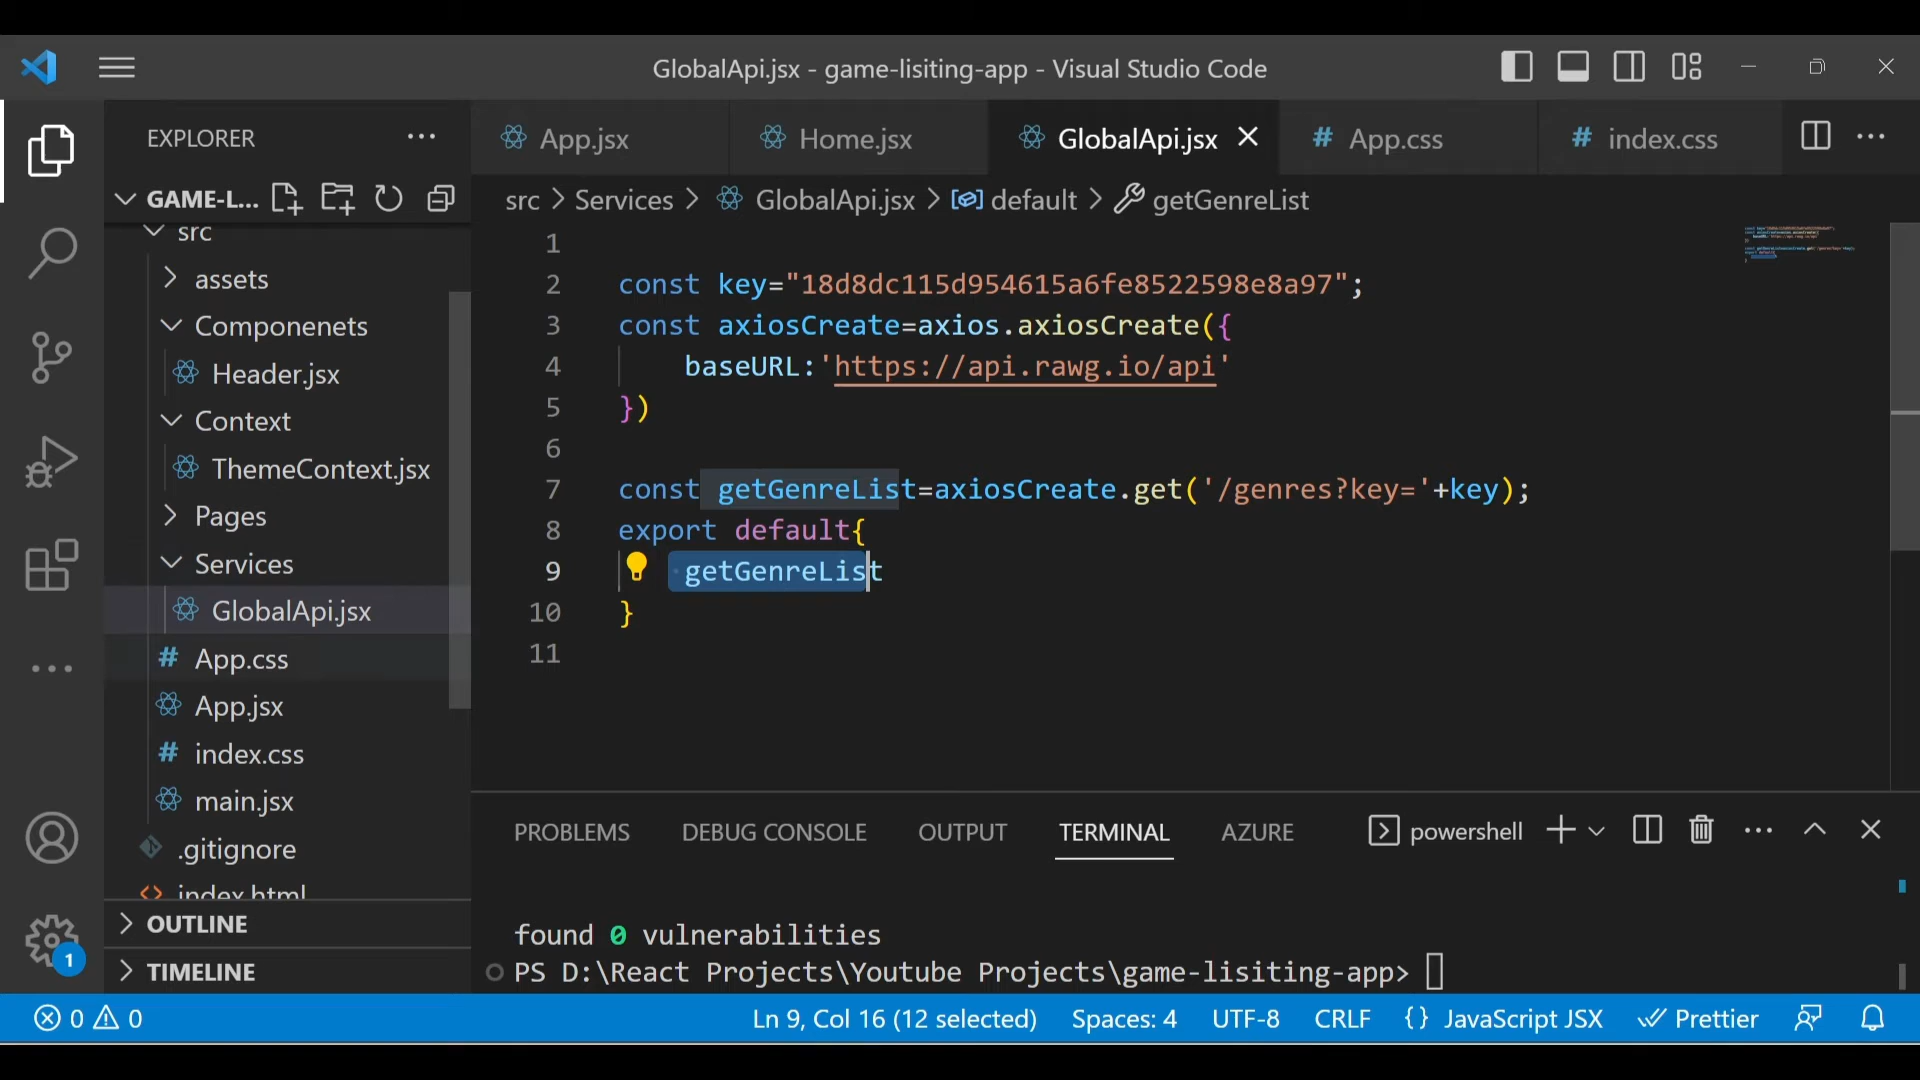 GlobalApi.jsx - game-lisiting-app - Visual Studio Code
EXPLORER
App.jsx
Home.jsx
GlobalApi.jsx
# App.css
# index.css
GAME-L...
src > Services > GlobalApi.jsx > default > getGenreList
src
assets
Componenets
Header.jsx
Context
ThemeContext.jsx
Pages
Services
GlobalApi.jsx
# App.css
App.jsx
# index.css
main.jsx
.gitignore
index.html
OUTLINE
TIMELINE
1
2 const key="18d8dc115d954615a6fe8522598e8a97";
3 const axiosCreate=axios.axiosCreate({
4 baseURL:'https://api.rawg.io/api'
5 })
6
7 const getGenreList=axiosCreate.get('/genres?key='+key);
8 export default{
9 getGenreList
10 }
11
PROBLEMS DEBUG CONSOLE OUTPUT TERMINAL AZURE powershell
found 0 vulnerabilities
PS D:\React Projects\Youtube Projects\game-lisiting-app>
1
0 0 Ln 9, Col 16 (12 selected) Spaces: 4 UTF-8 CRLF {} JavaScript JSX Prettier